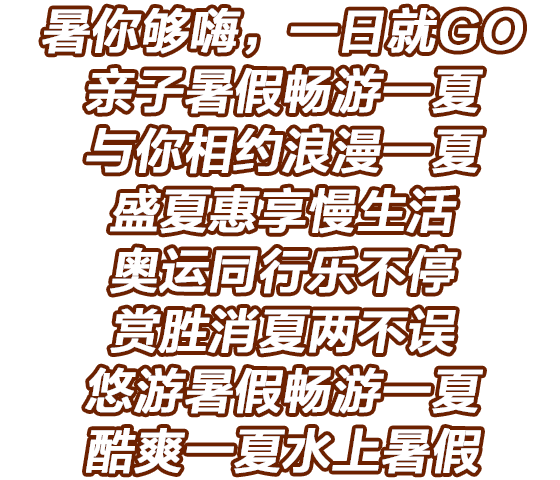 暑你够嗨，一日就GO
亲子暑假畅游一夏
与你相约浪漫一夏
盛夏惠享慢生活
奥运同行乐不停
赏胜消夏两不误
悠游暑假畅游一夏
酷爽一夏水上暑假